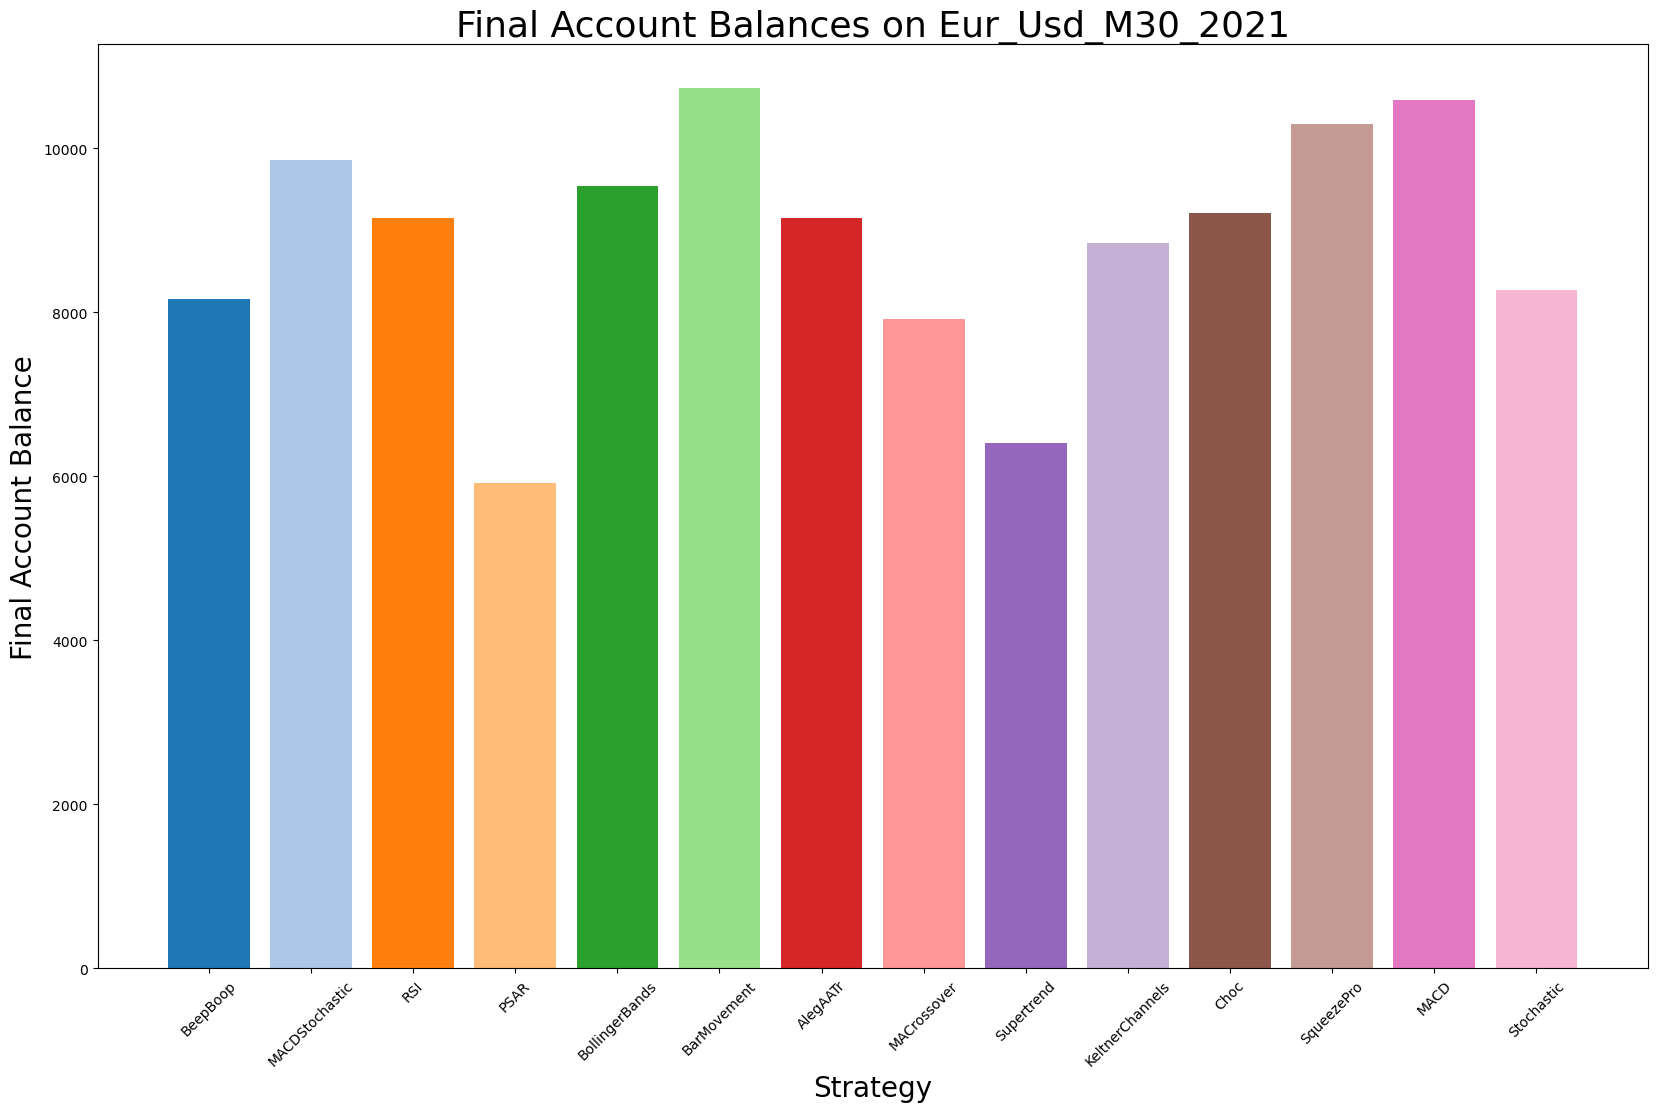 Final Account Balances on Eur_Usd_M30_2021
Final Account Balance
10000
8000
6000
4000
2000
0
BeepBoop
MACDStochastic
RSI
PSAR
BollingerBands
BarMovement
AlegAATr
MACrossover
Supertrend
KeltnerChannels
Choc
SqueezePro
MACD
Stochastic
Strategy